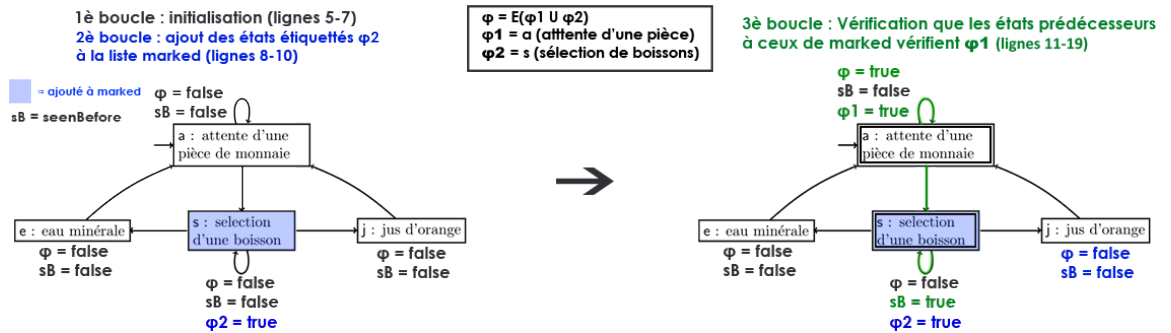 1è boucle : initialisation (lignes 5-7)
2è boucle : ajout des états étiquettés φ2
à la liste marked (lignes 8-10)
= ajouté à marked
sB = seenBefore
φ = false
sB = false
a : attente d'une
pièce de monnaie
e : eau minérale
φ = false
sB = false
s : selection
d'une boisson
φ = false
sB = false
φ2 = true
j : jus d'orange
φ = false
sB = false
φ = E(φ1 U φ2)
φ1 = a (atttente d'une pièce)
φ2 = s (sélection de boissons)
3è boucle : Vérification que les états prédécesseurs
à ceux de marked vérifient φ1 (lignes 11-19)
φ = true
sB = false
φ1 = true
a : attente d'une
pièce de monnaie
e : eau minérale
φ = false
sB = false
s : selection
d'une boisson
φ = false
sB = true
φ2 = true
j : jus d'orange
φ = false
sB = false